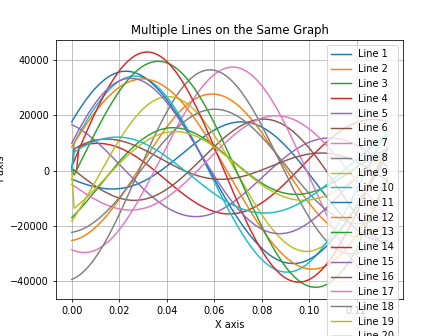 Multiple Lines on the Same Graph
40000
20000
0
−20000
−40000
0.00 0.02 0.04 0.06 0.08 0.10
X axis
Line 1
Line 2
Line 3
Line 4
Line 5
Line 6
Line 7
Line 8
Line 9
Line 10
Line 11
Line 12
Line 13
Line 14
Line 15
Line 16
Line 17
Line 18
Line 19
Line 20